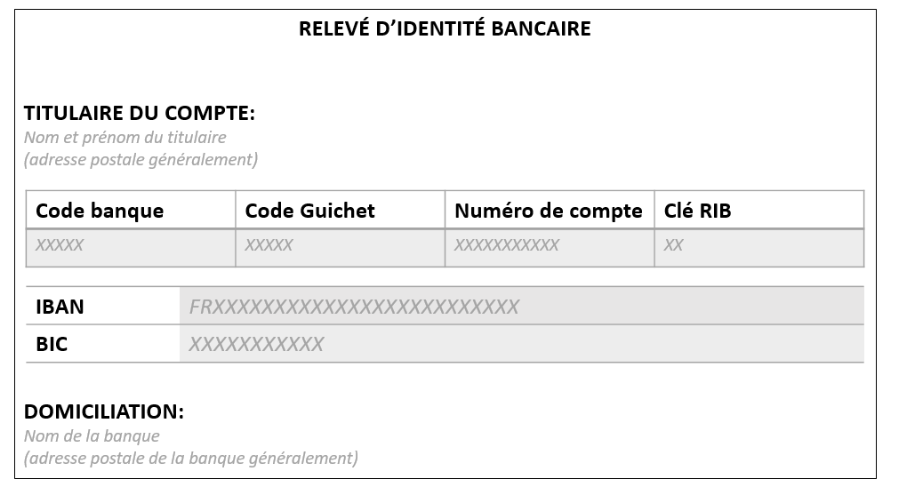 RELEVÉ D’IDENTITÉ BANCAIRE
TITULAIRE DU COMPTE:
Nom et prénom du titulaire
(adresse postale généralement)
Code banque Code Guichet Numéro de compte Clé RIB
XXXXX XXXXX XXXXXXXXXXX XX
IBAN FRXXXXXXXXXXXXXXXXXXXXXXXXX
BIC XXXXXXXXXXX
DOMICILIATION:
Nom de la banque
(adresse postale de la banque généralement)